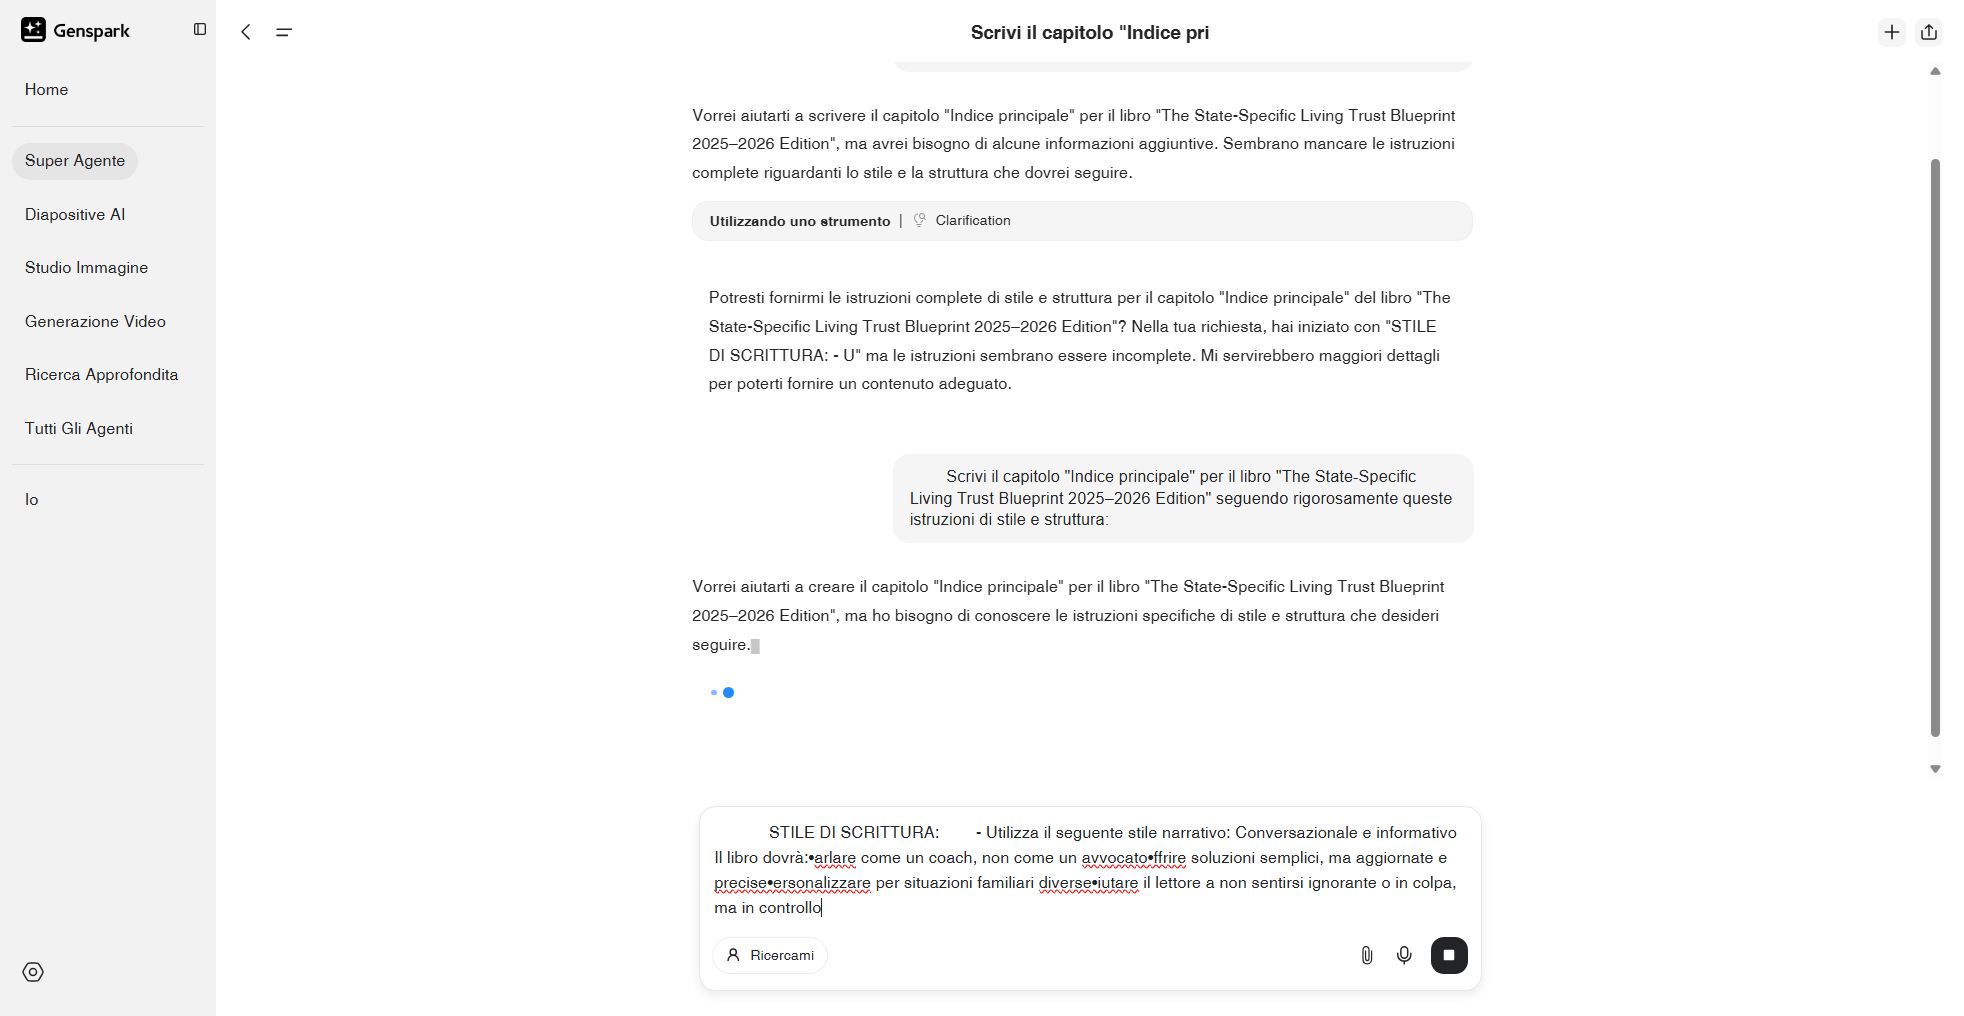 Genspark
Home
Super Agente
Diapositive AI
Studio Immagine
Generazione Video
Ricerca Approfondita
Tutti Gli Agenti
Io
Scrivi il capitolo "Indice pri
Vorrei aiutarti a scrivere il capitolo "Indice principale" per il libro "The State-Specific Living Trust Blueprint
2025–2026 Edition", ma avrei bisogno di alcune informazioni aggiuntive. Sembrano mancare le istruzioni
complete riguardanti lo stile e la struttura che dovrei seguire.
Utilizzando uno strumento | Clarification
Potresti fornirmi le istruzioni complete di stile e struttura per il capitolo "Indice principale" del libro "The
State-Specific Living Trust Blueprint 2025–2026 Edition"? Nella tua richiesta, hai iniziato con "STILE
DI SCRITTURA: - U" ma le istruzioni sembrano essere incomplete. Mi servirebbero maggiori dettagli
per poterti fornire un contenuto adeguato.
Scrivi il capitolo "Indice principale" per il libro "The State-Specific
Living Trust Blueprint 2025–2026 Edition" seguendo rigorosamente queste
istruzioni di stile e struttura:
Vorrei aiutarti a creare il capitolo "Indice principale" per il libro "The State-Specific Living Trust Blueprint
2025–2026 Edition", ma ho bisogno di conoscere le istruzioni specifiche di stile e struttura che desideri
seguire.
STILE DI SCRITTURA: - Utilizza il seguente stile narrativo: Conversazionale e informativo
Il libro dovrà:•arlare come un coach, non come un avvocato•ffrire soluzioni semplici, ma aggiornate e
precise•ersonalizzare per situazioni familiari diverse•iutare il lettore a non sentirsi ignorante o in colpa,
ma in controllo
Ricercami